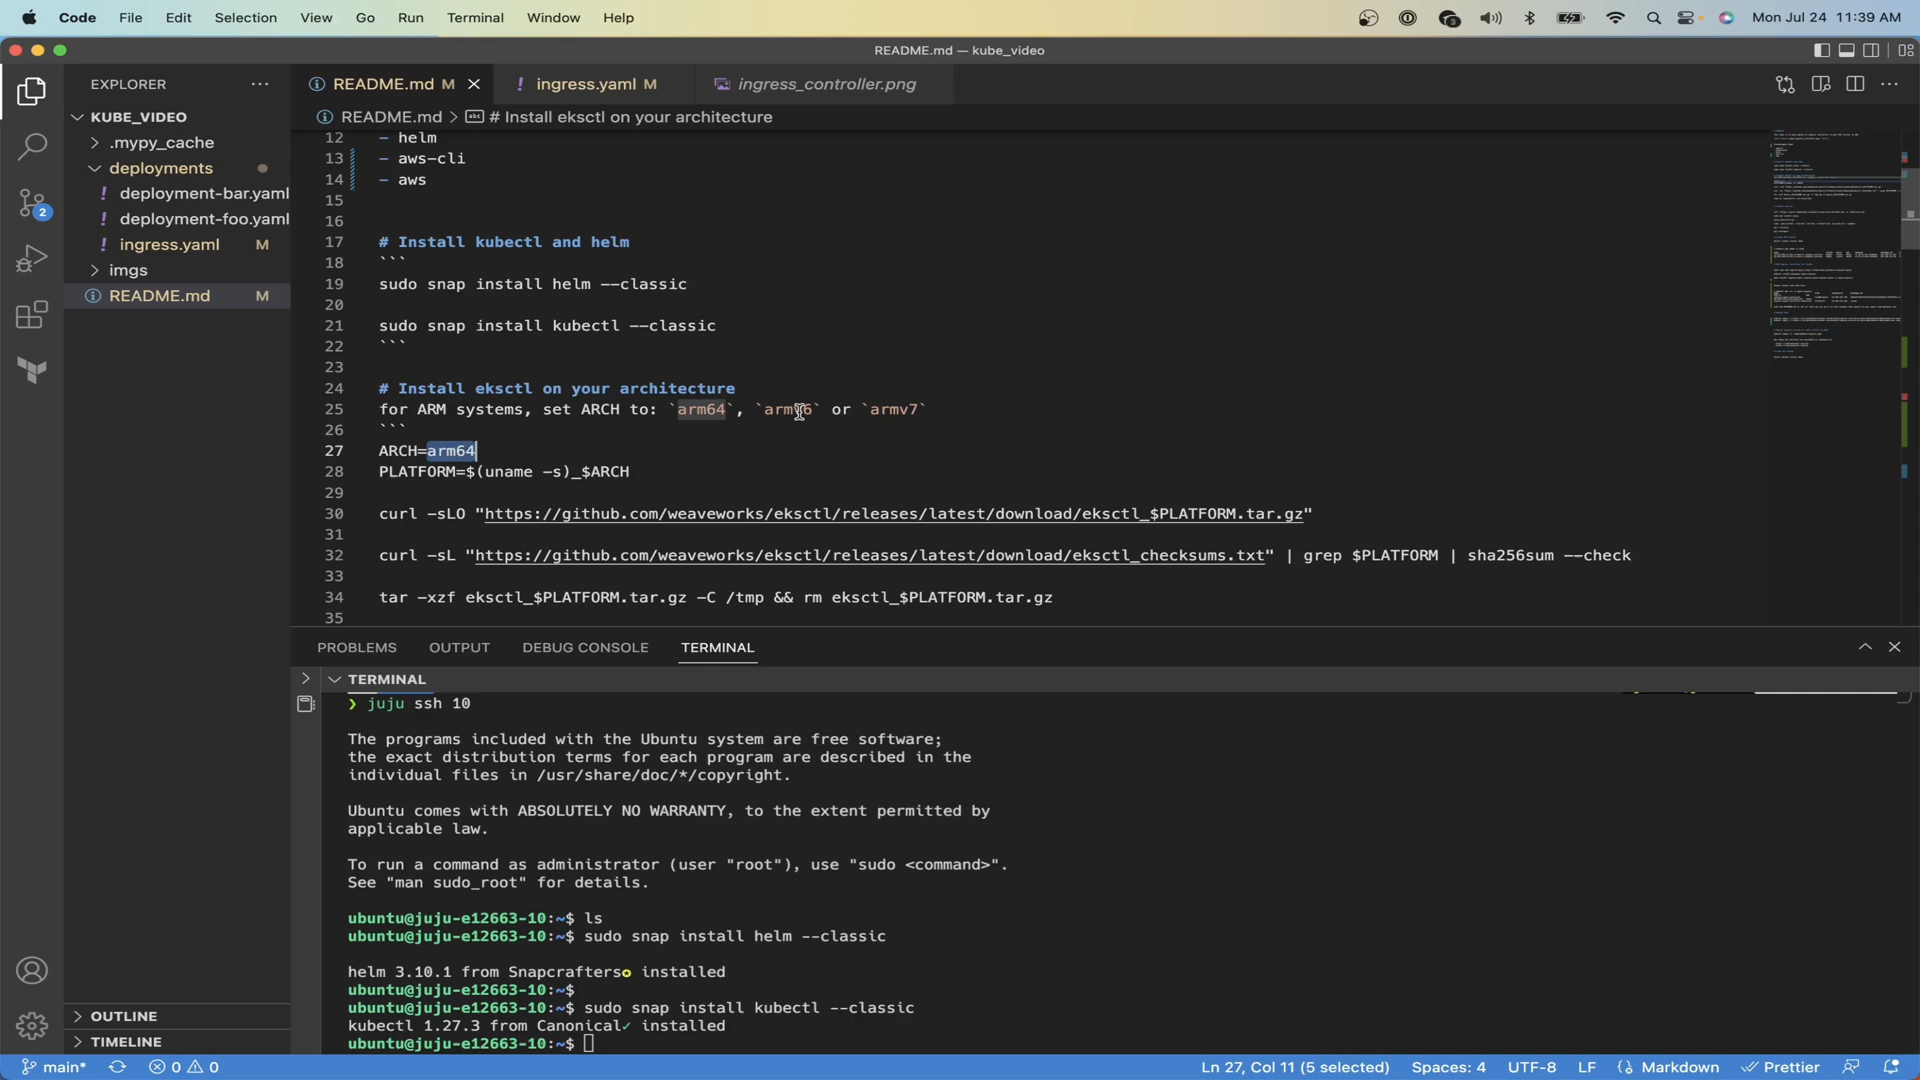 Code File Edit Selection View Go Run Terminal Window Help
3
Mon Jul 24 11:39 AM
README.md — kube_video
EXPLORER
README.md M
ingress.yaml M
ingress_controller.png
README.md > # Install eksctl on your architecture
KUBE_VIDEO
.mypy_cache
deployments
deployment-bar.yaml
deployment-foo.yaml
ingress.yaml M
imgs
README.md M
2
12 - helm
13 - aws-cli
14 - aws
15
16
17 # Install kubectl and helm
18 ```
19 sudo snap install helm --classic
20
21 sudo snap install kubectl --classic
22 ```
23
24 # Install eksctl on your architecture
25 for ARM systems, set ARCH to: `arm64`, `armv6` or `armv7`
26 ```
27 ARCH=arm64
28 PLATFORM=$(uname -s)_$ARCH
29
30 curl -sLO "https://github.com/weaveworks/eksctl/releases/latest/download/eksctl_$PLATFORM.tar.gz"
31
32 curl -sL "https://github.com/weaveworks/eksctl/releases/latest/download/eksctl_checksums.txt" | grep $PLATFORM | sha256sum --check
33
34 tar -xzf eksctl_$PLATFORM.tar.gz -C /tmp && rm eksctl_$PLATFORM.tar.gz
35
PROBLEMS OUTPUT DEBUG CONSOLE TERMINAL
TERMINAL
❯ juju ssh 10
The programs included with the Ubuntu system are free software;
the exact distribution terms for each program are described in the
individual files in /usr/share/doc/*/copyright.
Ubuntu comes with ABSOLUTELY NO WARRANTY, to the extent permitted by
applicable law.
To run a command as administrator (user "root"), use "sudo <command>".
See "man sudo_root" for details.
ubuntu@juju-e12663-10:~$ ls
ubuntu@juju-e12663-10:~$ sudo snap install helm --classic
helm 3.10.1 from Snapcrafters✪ installed
ubuntu@juju-e12663-10:~$
ubuntu@juju-e12663-10:~$ sudo snap install kubectl --classic
kubectl 1.27.3 from Canonical✓ installed
ubuntu@juju-e12663-10:~$
OUTLINE
TIMELINE
main* 0 0 Ln 27, Col 11 (5 selected) Spaces: 4 UTF-8 LF Markdown Prettier